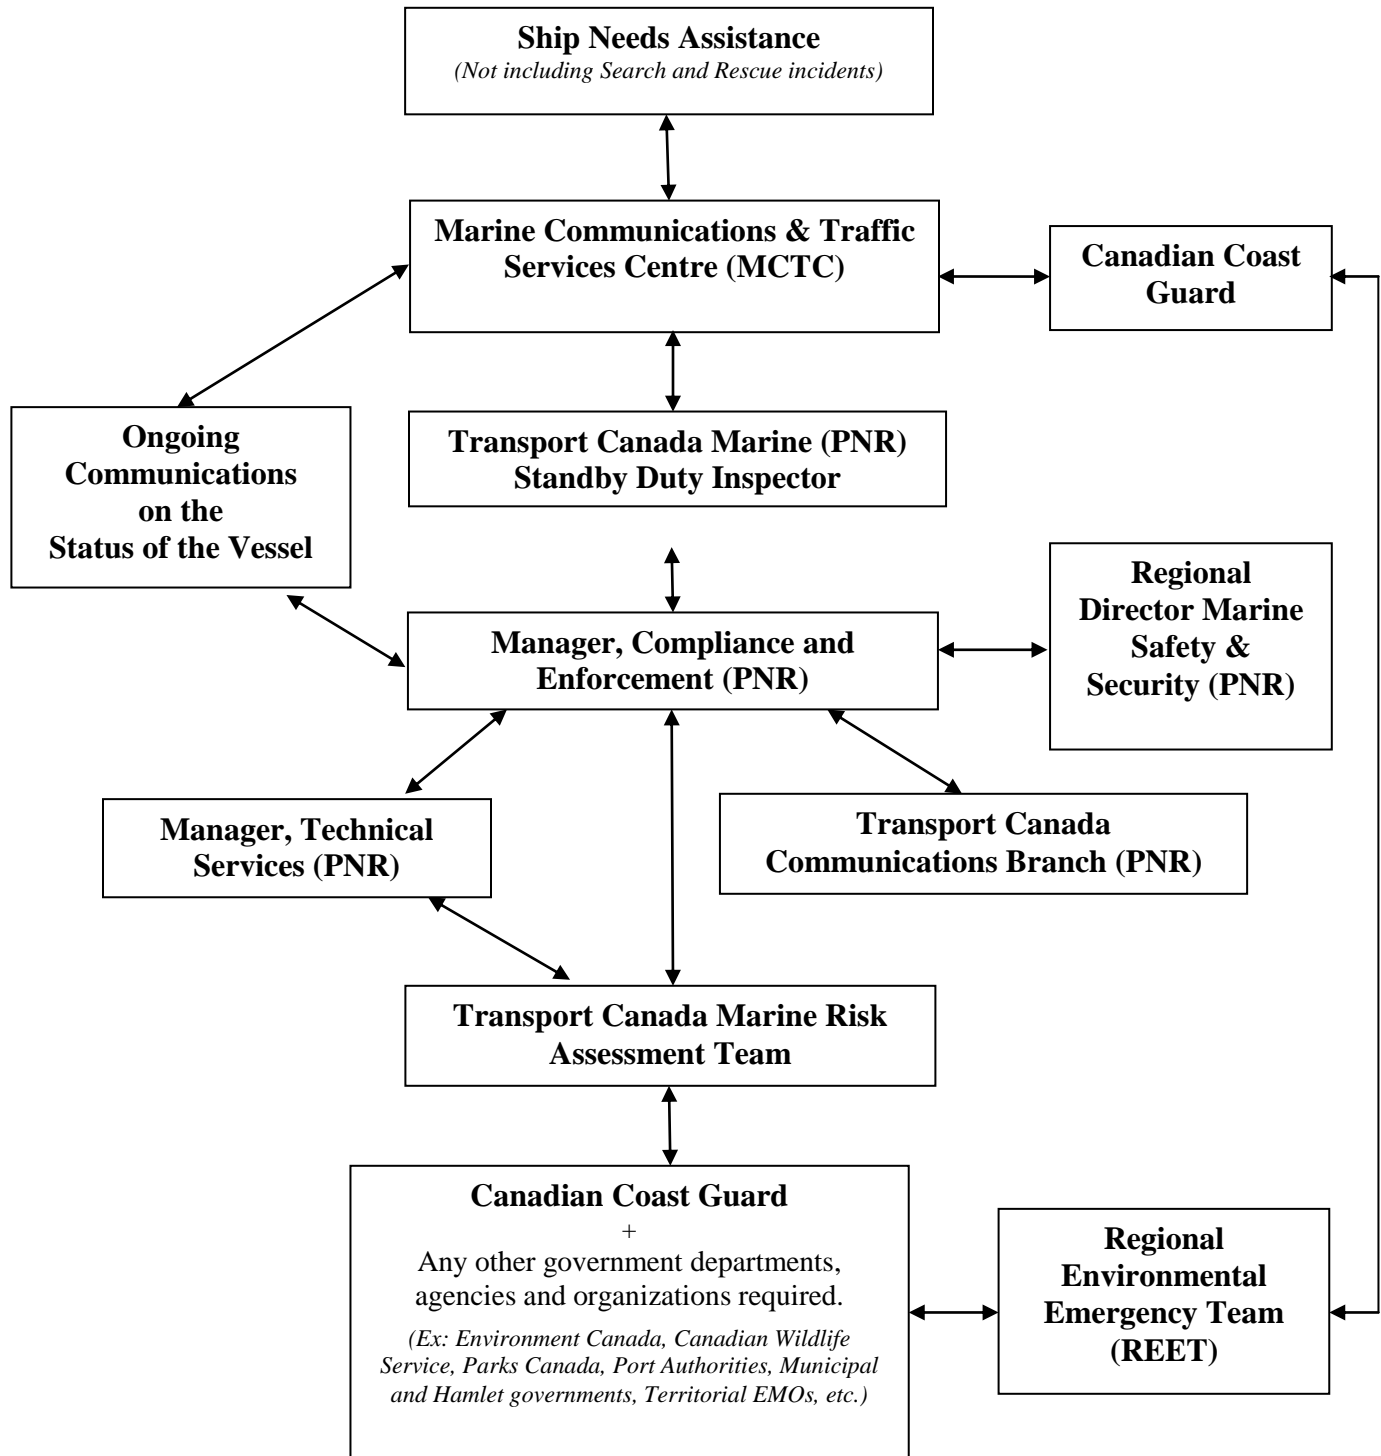 Ship Needs Assistance
(Not including Search and Rescue incidents)
Marine Communications & Traffic
Services Centre (MCTC)
Canadian Coast
Guard
Ongoing
Communications
on the
Status of the Vessel
Transport Canada Marine (PNR)
Standby Duty Inspector
Regional
Director Marine
Safety &
Security (PNR)
Manager, Compliance and
Enforcement (PNR)
Manager, Technical
Services (PNR)
Transport Canada
Communications Branch (PNR)
Transport Canada Marine Risk
Assessment Team
Canadian Coast Guard
+
Any other government departments,
agencies and organizations required.
(Ex: Environment Canada, Canadian Wildlife
Service, Parks Canada, Port Authorities, Municipal
and Hamlet governments, Territorial EMOs, etc.)
Regional
Environmental
Emergency Team
(REET)